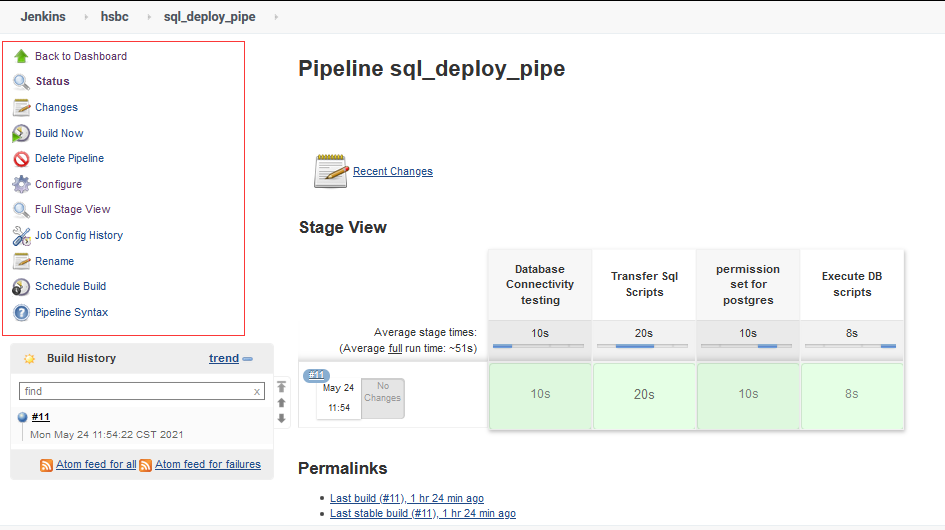 Jenkins hsbc sql_deploy_pipe
Back to Dashboard
Status
Changes
Build Now
Delete Pipeline
Configure
Full Stage View
Job Config History
Rename
Schedule Build
Pipeline Syntax
Build History trend
find x
#11
Mon May 24 11:54:22 CST 2021
Atom feed for all Atom feed for failures
Pipeline sql_deploy_pipe
Recent Changes
Stage View
Database
Connectivity
testing
Transfer Sql
Scripts
permission
set for
postgres
Execute DB
scripts
Average stage times:
(Average full run time: ~51s)
10s 20s 10s 8s
#11
May 24
11:54
No
Changes
10s 20s 10s 8s
Permalinks
Last build (#11), 1 hr 24 min ago
Last stable build (#11), 1 hr 24 min ago